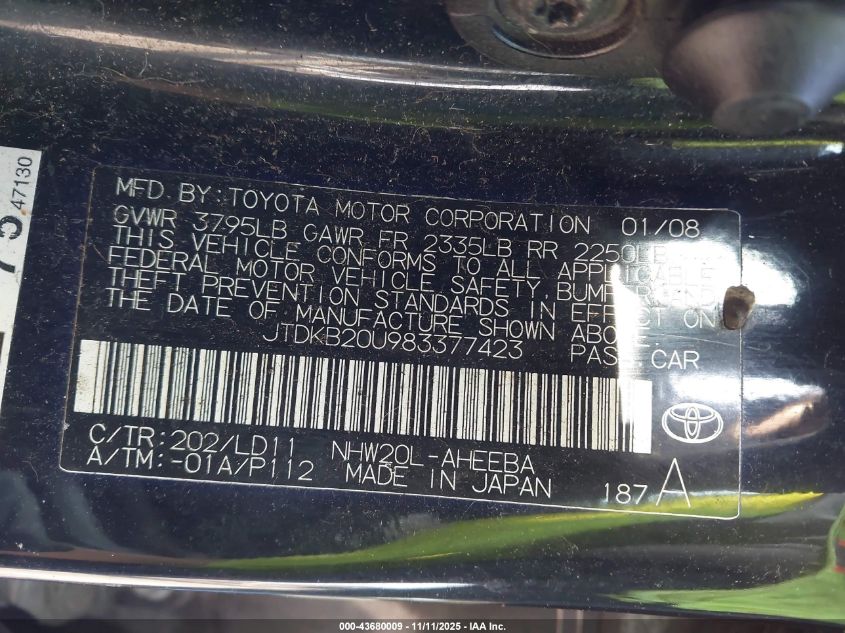 47130
MFD. BY: TOYOTA MOTOR CORPORATION 01/08
GVWR 3795LB GAWR FR 2335LB RR 2250LB
THIS VEHICLE CONFORMS TO ALL APPLICABLE
FEDERAL MOTOR VEHICLE SAFETY, BUMPER,
THEFT PREVENTION STANDARDS IN EFFECT ON
THE DATE OF MANUFACTURE SHOWN ABOVE.
JTDKB20U983377423 PASS CAR
C/TR: 202/LD11 NHW20L-AHEEBA
A/TM: -01A/P112 MADE IN JAPAN 187 A
000-43680009 - 11/11/2025 - IAA Inc.